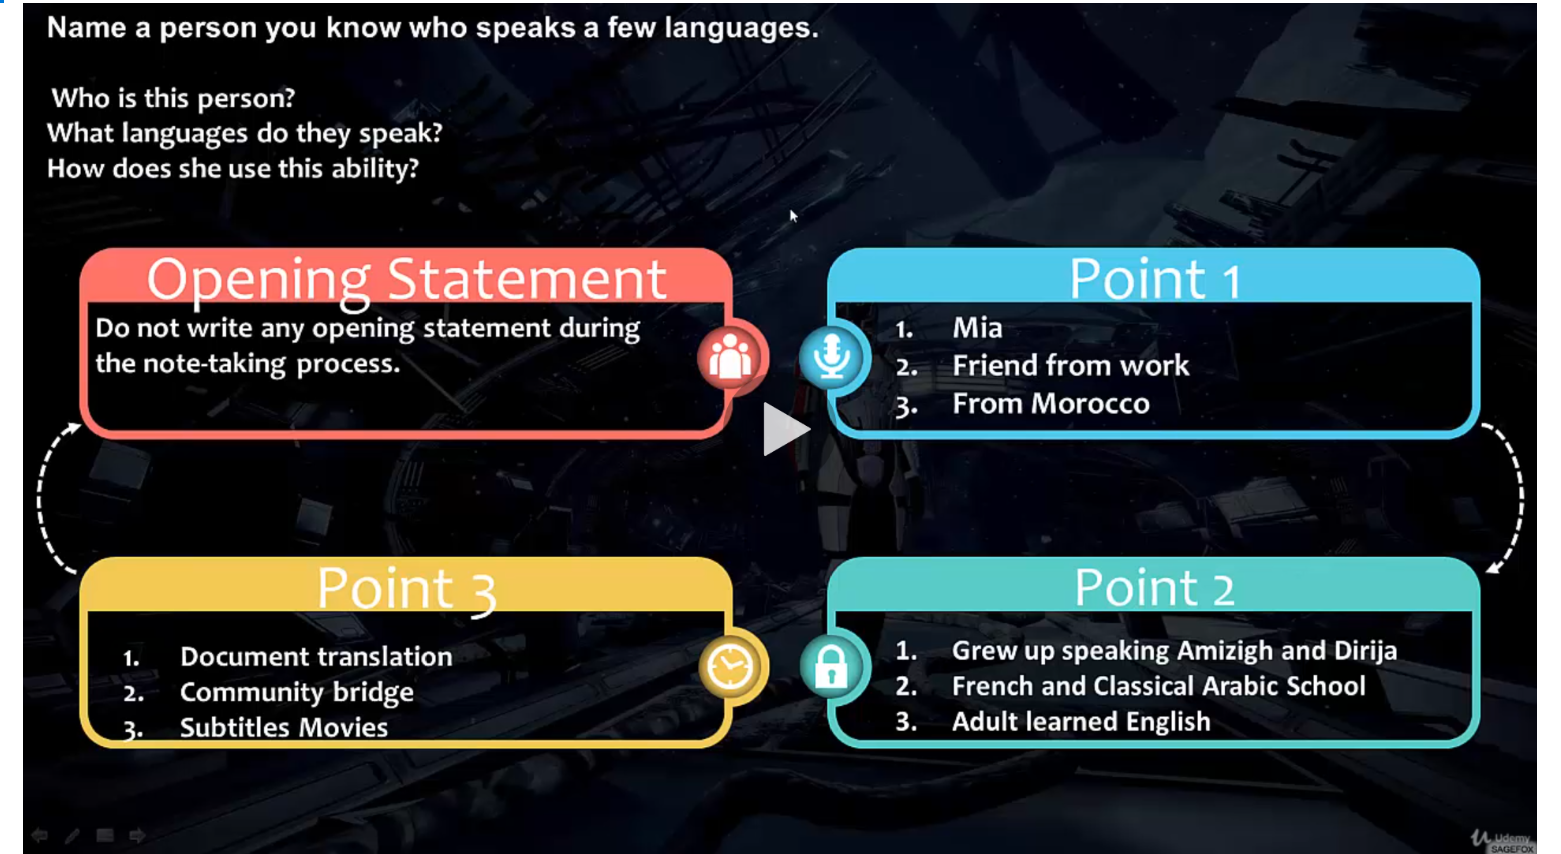 Name a person you know who speaks a few languages.
Who is this person?
What languages do they speak?
How does she use this ability?
Opening Statement
Do not write any opening statement during
the note-taking process.
Point 1
1. Mia
2. Friend from work
3. From Morocco
Point 2
1. Grew up speaking Amizigh and Dirija
2. French and Classical Arabic School
3. Adult learned English
Point 3
1. Document translation
2. Community bridge
3. Subtitles Movies
Udemy
SAGEFOX